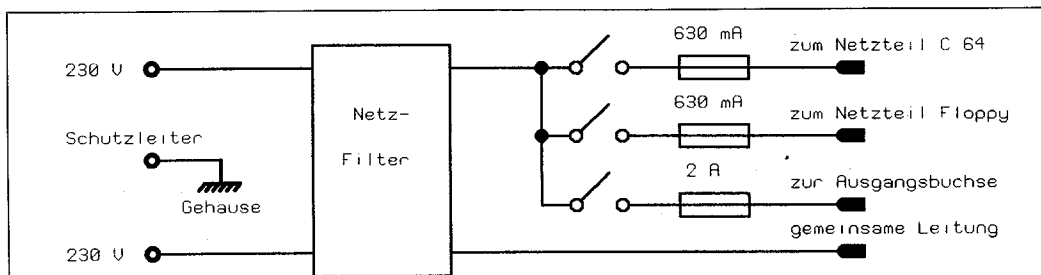 630 mA
zum Netzteil C 64
230 V
630 mA
Netz-
zum Netzteil Floppy
Schutzleiter
Filter
2 A
zur Ausgangsbuchse
Gehause
gemeinsame Leitung
230 V